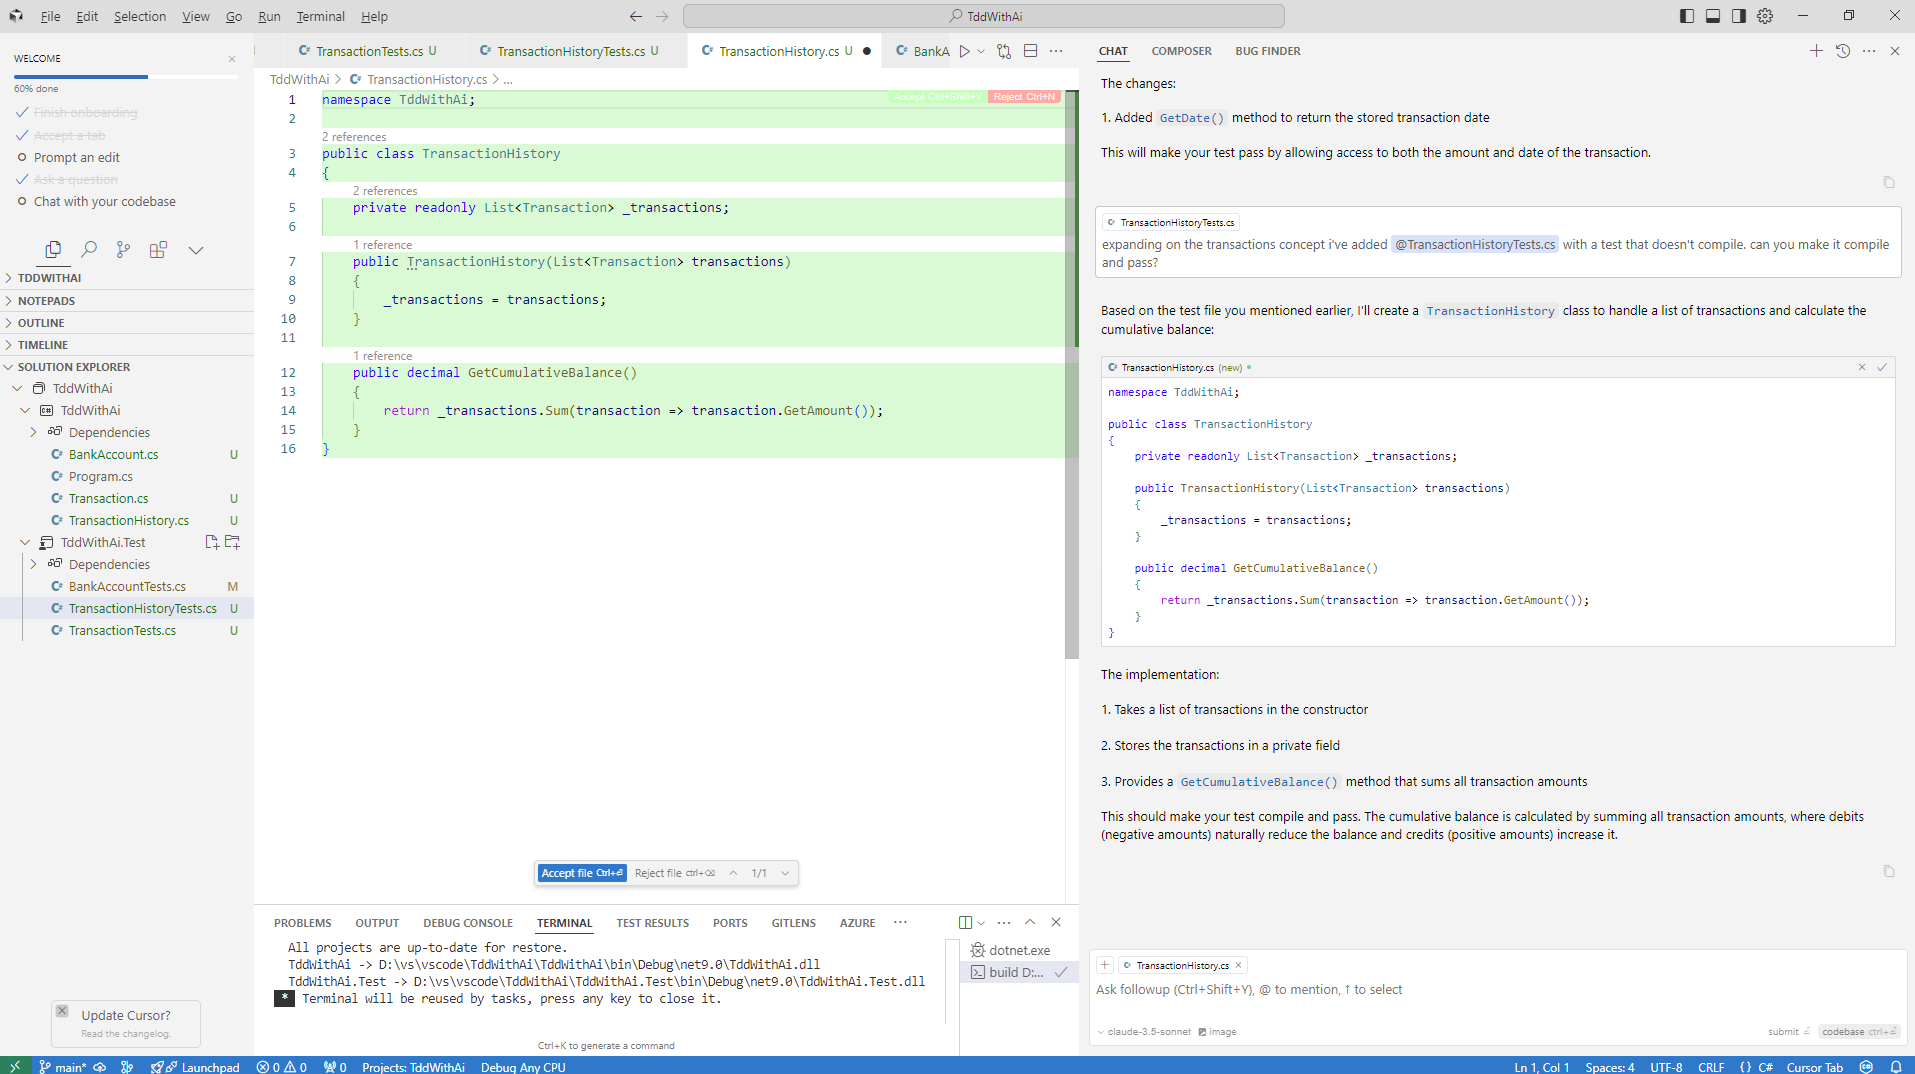 File Edit Selection View Go Run Terminal Help
TddWithAi
WELCOME
60% done
Finish onboarding
Accept a tab
Prompt an edit
Ask a question
Chat with your codebase
TDDWITHAI
NOTEPADS
OUTLINE
TIMELINE
SOLUTION EXPLORER
TddWithAi
TddWithAi
Dependencies
BankAccount.cs U
Program.cs
Transaction.cs U
TransactionHistory.cs U
TddWithAi.Test
Dependencies
BankAccountTests.cs M
TransactionHistoryTests.cs U
TransactionTests.cs U
Update Cursor?
Read the changelog.
TransactionTests.cs U TransactionHistoryTests.cs U TransactionHistory.cs U BankA
TddWithAi > TransactionHistory.cs > ...
Accept Ctrl+Shift+Y Reject Ctrl+N
1 namespace TddWithAi;
2
2 references
3 public class TransactionHistory
4 {
2 references
5 private readonly List<Transaction> _transactions;
6
1 reference
7 public TransactionHistory(List<Transaction> transactions)
8 {
9 _transactions = transactions;
10 }
11
1 reference
12 public decimal GetCumulativeBalance()
13 {
14 return _transactions.Sum(transaction => transaction.GetAmount());
15 }
16 }
Accept file Ctrl+⏎ Reject file ctrl+⌫ 1/1
PROBLEMS OUTPUT DEBUG CONSOLE TERMINAL TEST RESULTS PORTS GITLENS AZURE ...
All projects are up-to-date for restore.
TddWithAi -> D:\vs\vscode\TddWithAi\TddWithAi\bin\Debug\net9.0\TddWithAi.dll
TddWithAi.Test -> D:\vs\vscode\TddWithAi\TddWithAi.Test\bin\Debug\net9.0\TddWithAi.Test.dll
* Terminal will be reused by tasks, press any key to close it.
Ctrl+K to generate a command
dotnet.exe
build D:...
CHAT COMPOSER BUG FINDER
The changes:
1. Added GetDate() method to return the stored transaction date
This will make your test pass by allowing access to both the amount and date of the transaction.
TransactionHistoryTests.cs
expanding on the transactions concept i've added @TransactionHistoryTests.cs with a test that doesn't compile. can you make it compile
and pass?
Based on the test file you mentioned earlier, I'll create a TransactionHistory class to handle a list of transactions and calculate the
cumulative balance:
TransactionHistory.cs (new)
namespace TddWithAi;
public class TransactionHistory
{
private readonly List<Transaction> _transactions;
public TransactionHistory(List<Transaction> transactions)
{
_transactions = transactions;
}
public decimal GetCumulativeBalance()
{
return _transactions.Sum(transaction => transaction.GetAmount());
}
}
The implementation:
1. Takes a list of transactions in the constructor
2. Stores the transactions in a private field
3. Provides a GetCumulativeBalance() method that sums all transaction amounts
This should make your test compile and pass. The cumulative balance is calculated by summing all transaction amounts, where debits
(negative amounts) naturally reduce the balance and credits (positive amounts) increase it.
+ TransactionHistory.cs ×
Ask followup (Ctrl+Shift+Y), @ to mention, ↑ to select
claude-3.5-sonnet image submit ⏎ codebase ctrl+⏎
main* Launchpad 0 0 0 Projects: TddWithAi Debug Any CPU Ln 1, Col 1 Spaces: 4 UTF-8 CRLF {} C# Cursor Tab